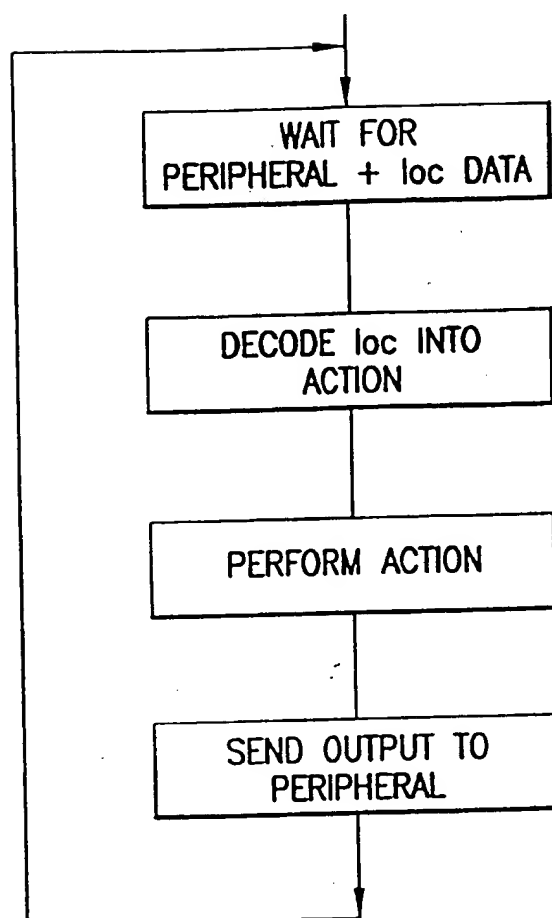 WAIT FOR
PERIPHERAL + loc DATA
DECODE loc INTO
ACTION
PERFORM ACTION
SEND OUTPUT TO
PERIPHERAL